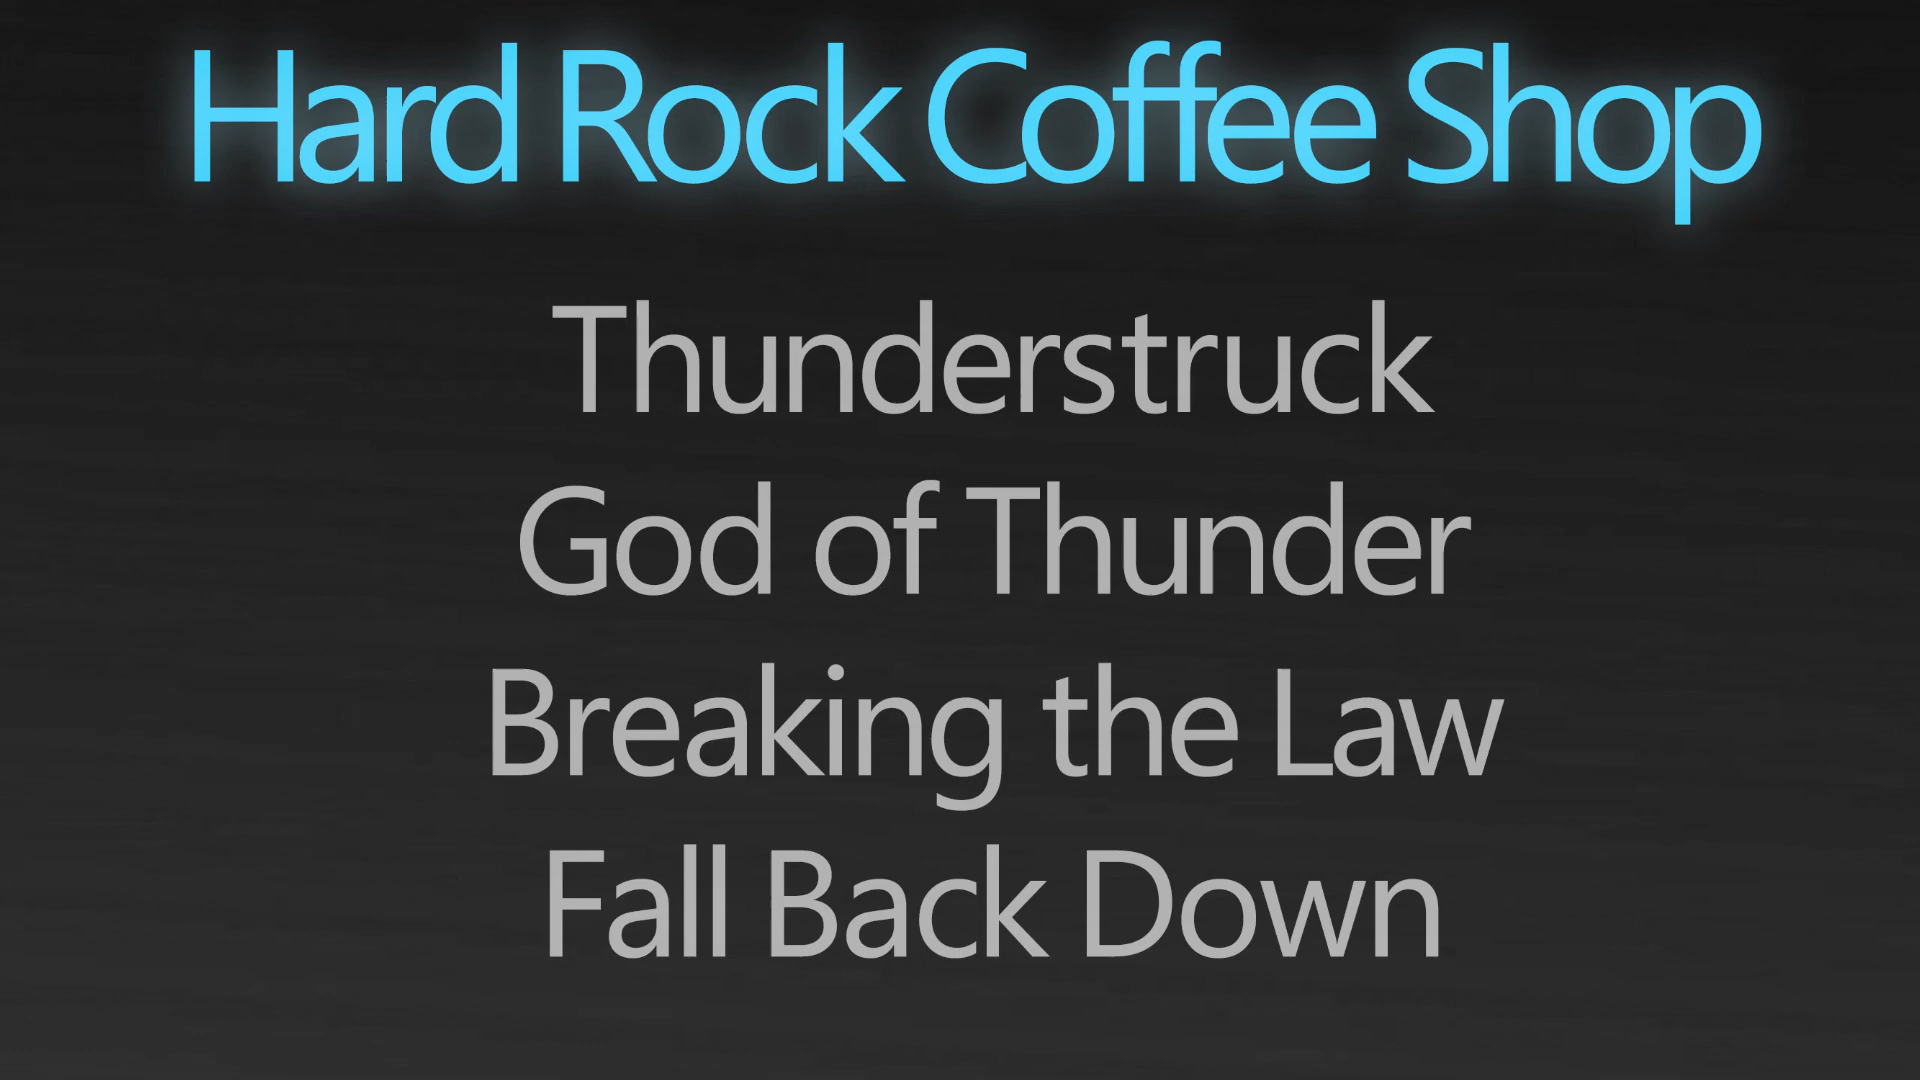 Hard Rock Coffee Shop
Thunderstruck
God of Thunder
Breaking the Law
Fall Back Down